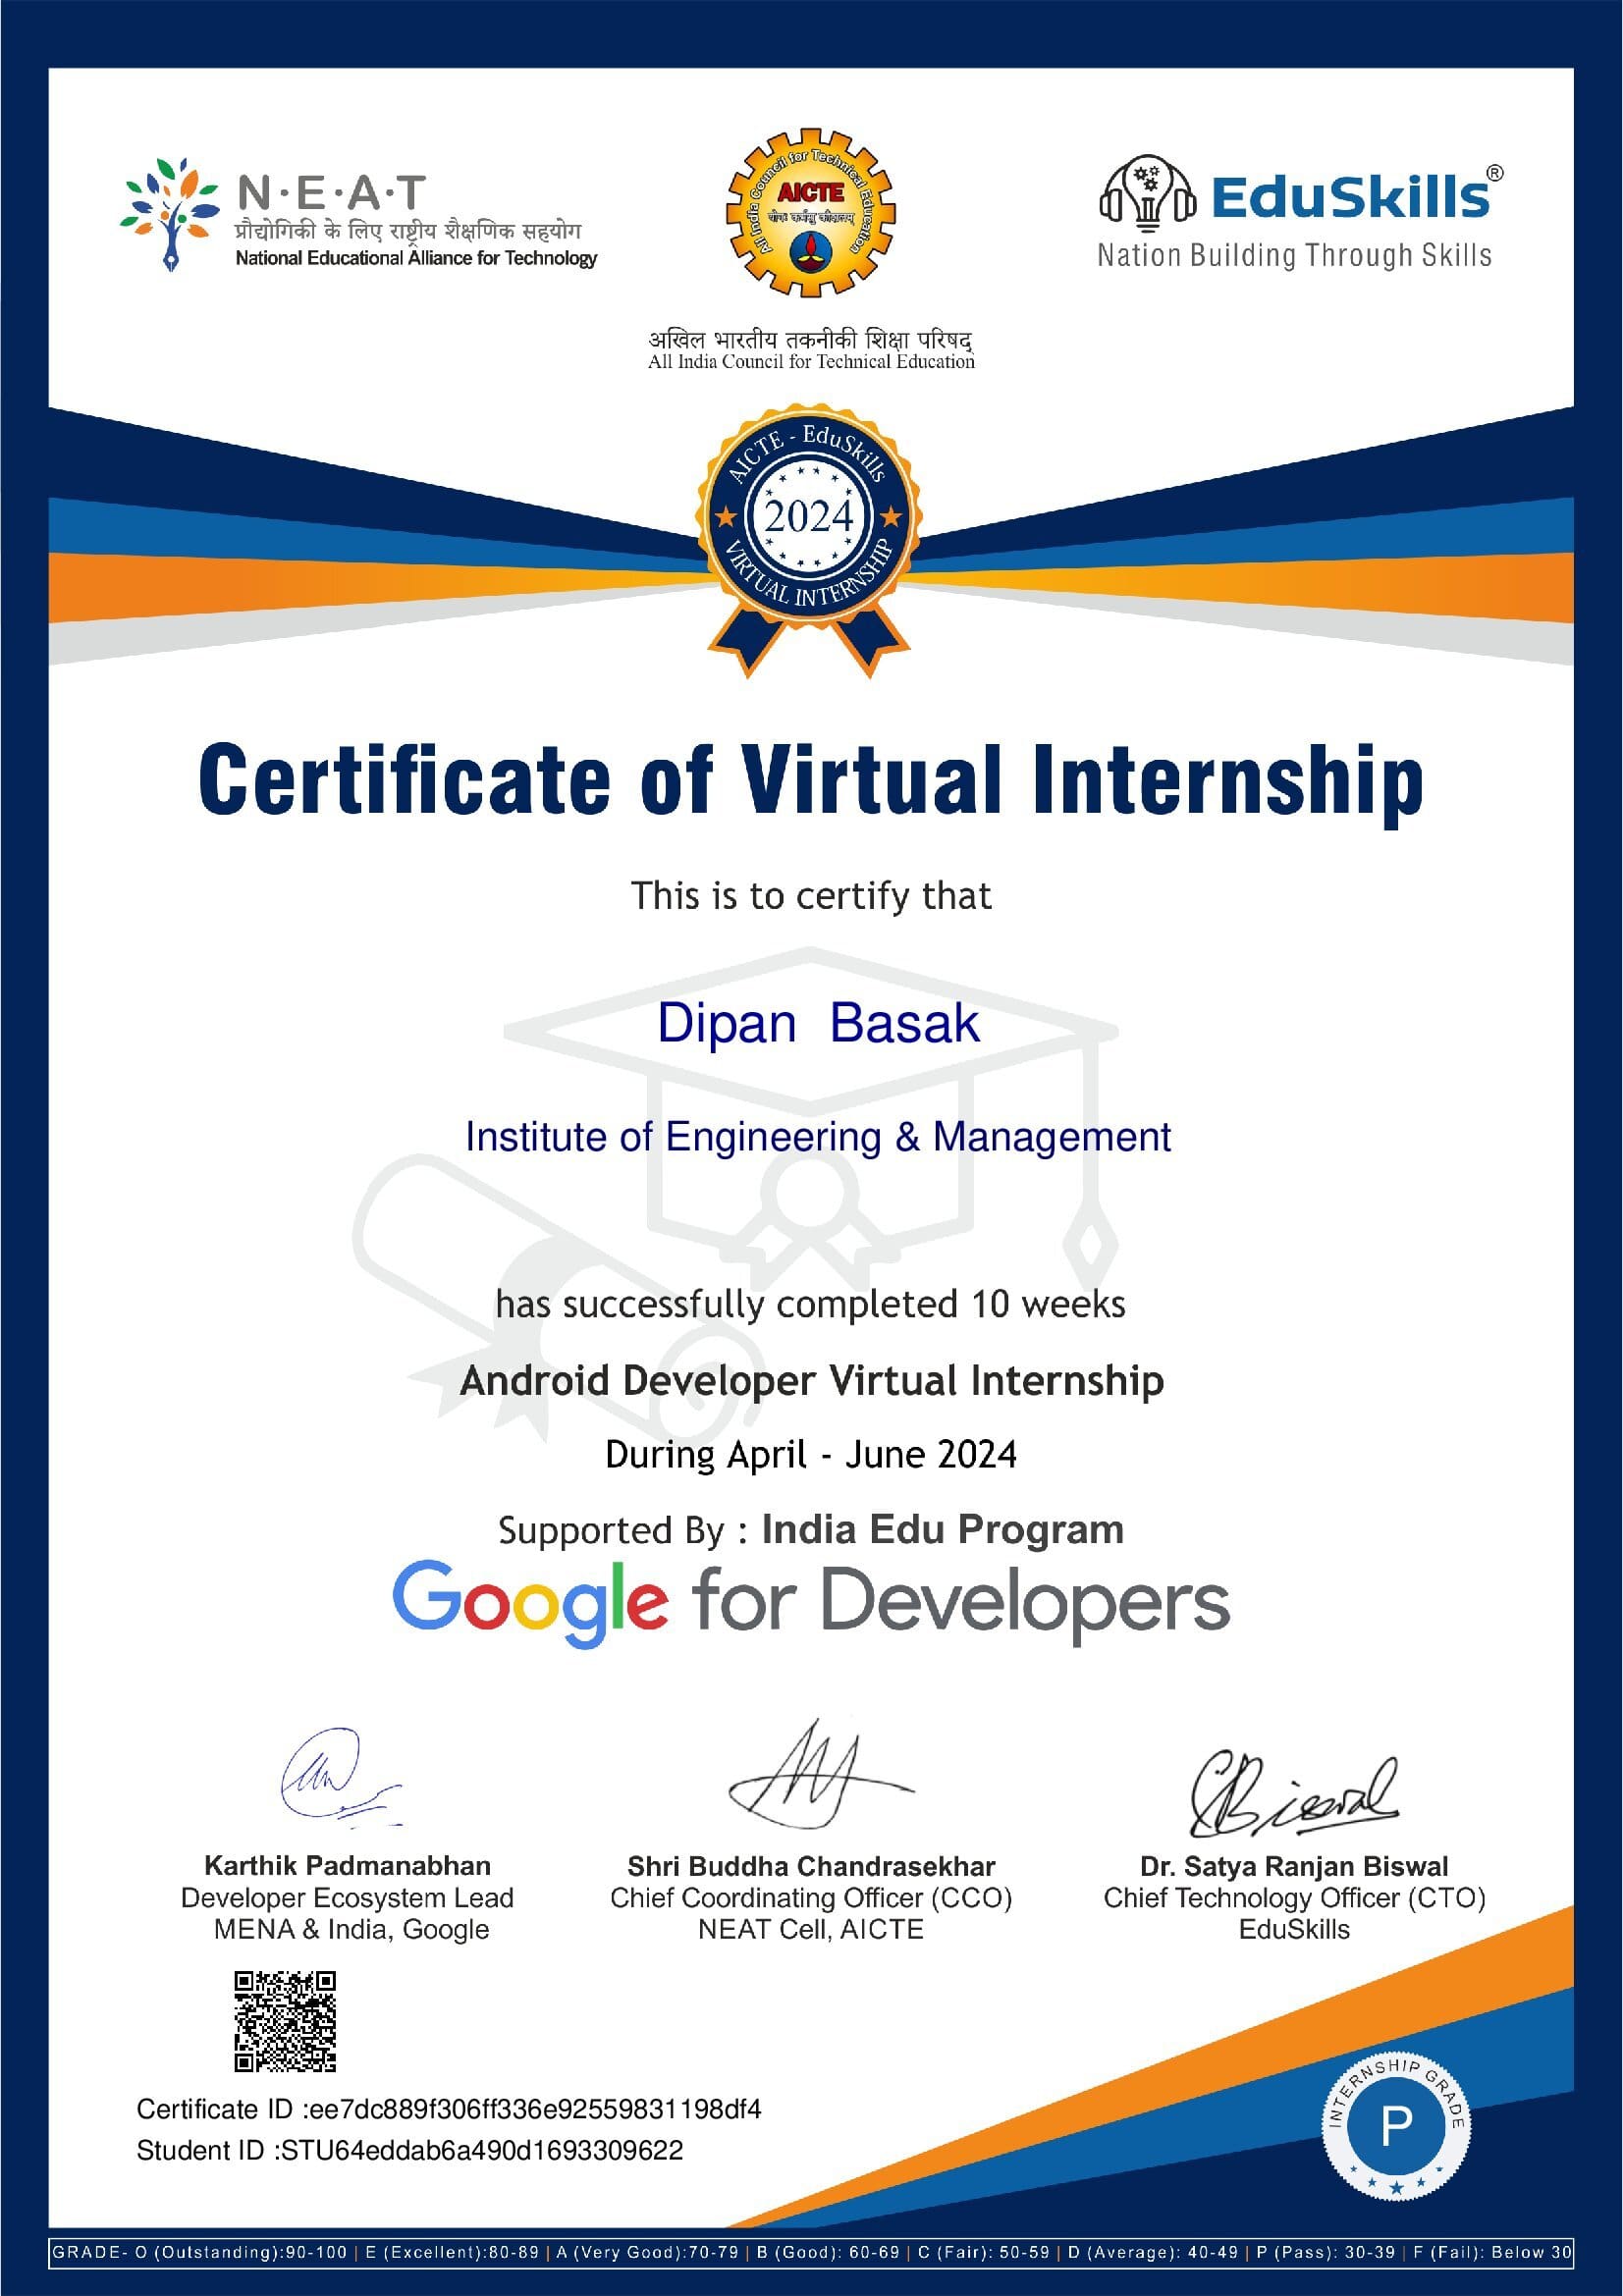 N·E·A·T
प्रौद्योगिकी के लिए राष्ट्रीय शैक्षणिक सहयोग
National Educational Alliance for Technology
All India Council for Technical Education
AICTE
योगः कर्मसु कौशलम्
अखिल भारतीय तकनीकी शिक्षा परिषद्
All India Council for Technical Education
EduSkills®
Nation Building Through Skills
AICTE - EduSkills
2024
VIRTUAL INTERNSHIP
Certificate of Virtual Internship
This is to certify that
Dipan Basak
Institute of Engineering & Management
has successfully completed 10 weeks
Android Developer Virtual Internship
During April - June 2024
Supported By : India Edu Program
Google for Developers
Karthik Padmanabhan
Developer Ecosystem Lead
MENA & India, Google
Shri Buddha Chandrasekhar
Chief Coordinating Officer (CCO)
NEAT Cell, AICTE
Biswal
Dr. Satya Ranjan Biswal
Chief Technology Officer (CTO)
EduSkills
Certificate ID :ee7dc889f306ff336e92559831198df4
Student ID :STU64eddab6a490d1693309622
INTERNSHIP GRADE
P
GRADE- O (Outstanding):90-100 | E (Excellent):80-89 | A (Very Good):70-79 | B (Good): 60-69 | C (Fair): 50-59 | D (Average): 40-49 | P (Pass): 30-39 | F (Fail): Below 30